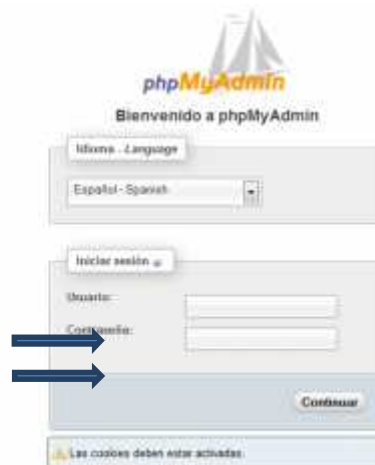 phpMyAdmin
Bienvenido a phpMyAdmin
Idioma - Language
Español - Spanish
Iniciar sesión
Usuario:
Contraseña:
Continuar
Las cookies deben estar activadas.